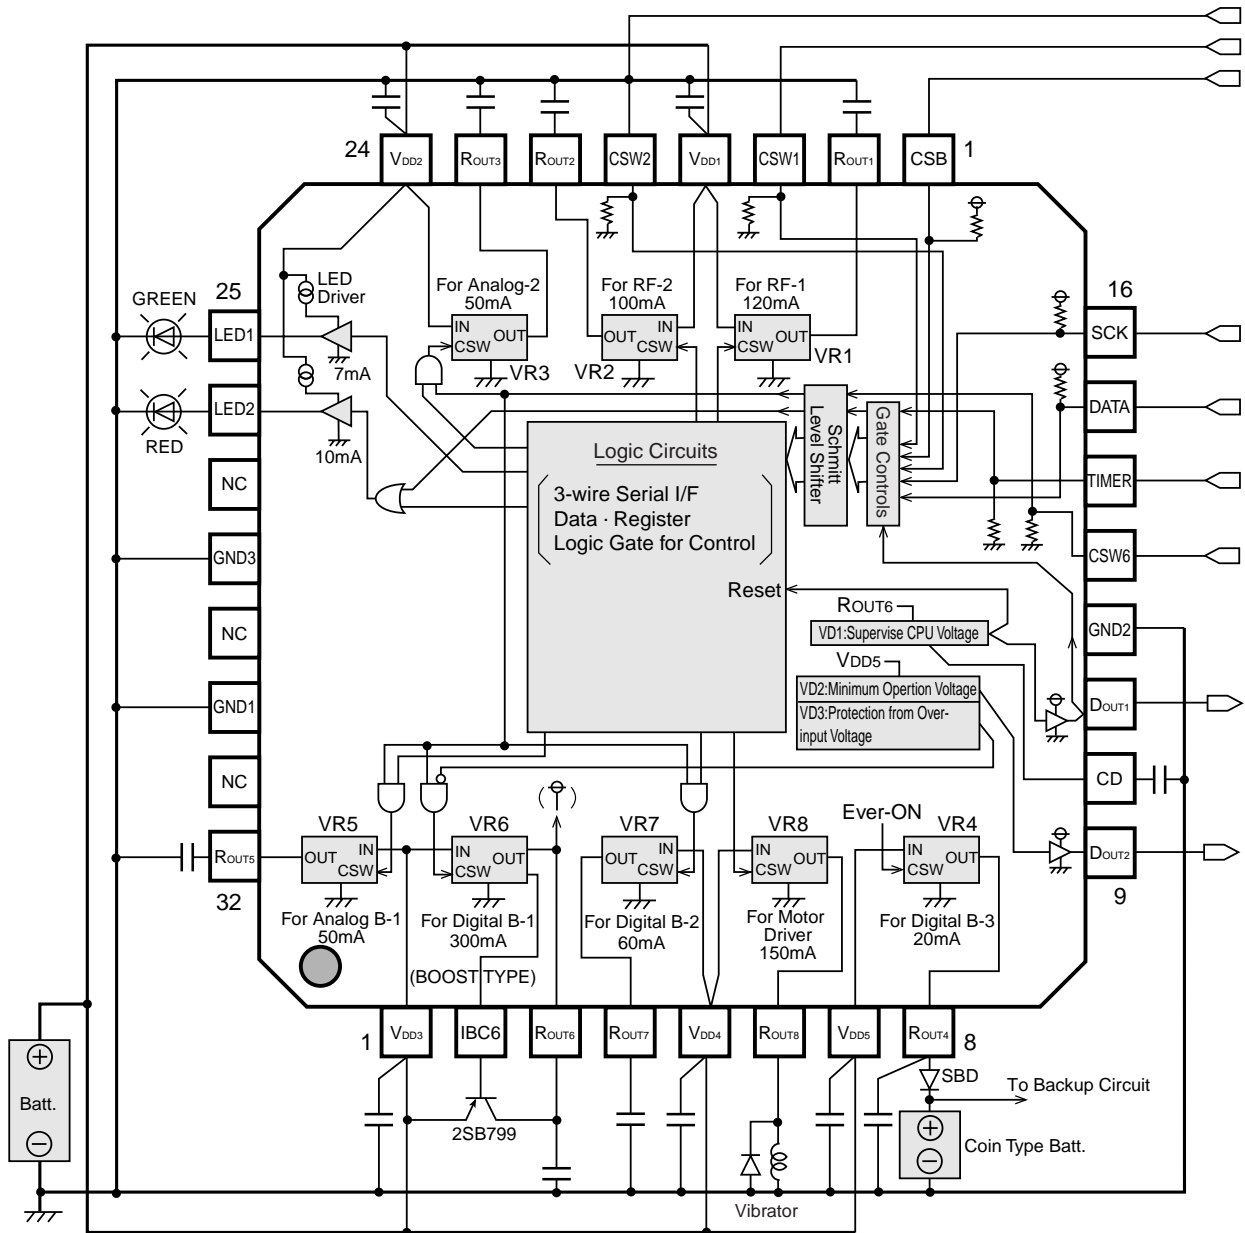 24
VDD2
ROUT3
ROUT2
CSW2
VDD1
CSW1
ROUT1
CSB
1
GREEN
25
LED
Driver
LED1
7mA
LED2
RED
10mA
For Analog-2
50mA
IN
CSW
OUT
VR3
For RF-2
100mA
OUT
IN
CSW
VR2
For RF-1
120mA
IN
CSW
OUT
VR1
16
SCK
DATA
TIMER
CSW6
GND2
DOUT1
CD
DOUT2
9
NC
GND3
NC
GND1
NC
ROUT5
32
Logic Circuits
3-wire Serial I/F
Data · Register
Logic Gate for Control
Reset
Schmitt
Level Shifter
Gate Controls
ROUT6
VD1:Supervise CPU Voltage
VDD5
VD2:Minimum Opertion Voltage
VD3:Protection from Over-
input Voltage
VR5
OUT
IN
CSW
For Analog B-1
50mA
VR6
IN
CSW
OUT
For Digital B-1
300mA
(BOOST TYPE)
VR7
OUT
IN
CSW
For Digital B-2
60mA
VR8
IN
CSW
OUT
For Motor
Driver
150mA
Ever-ON
VR4
IN
CSW
OUT
For Digital B-3
20mA
1
VDD3
IBC6
ROUT6
ROUT7
VDD4
ROUT8
VDD5
ROUT4
8
Batt.
2SB799
Vibrator
SBD
To Backup Circuit
Coin Type Batt.